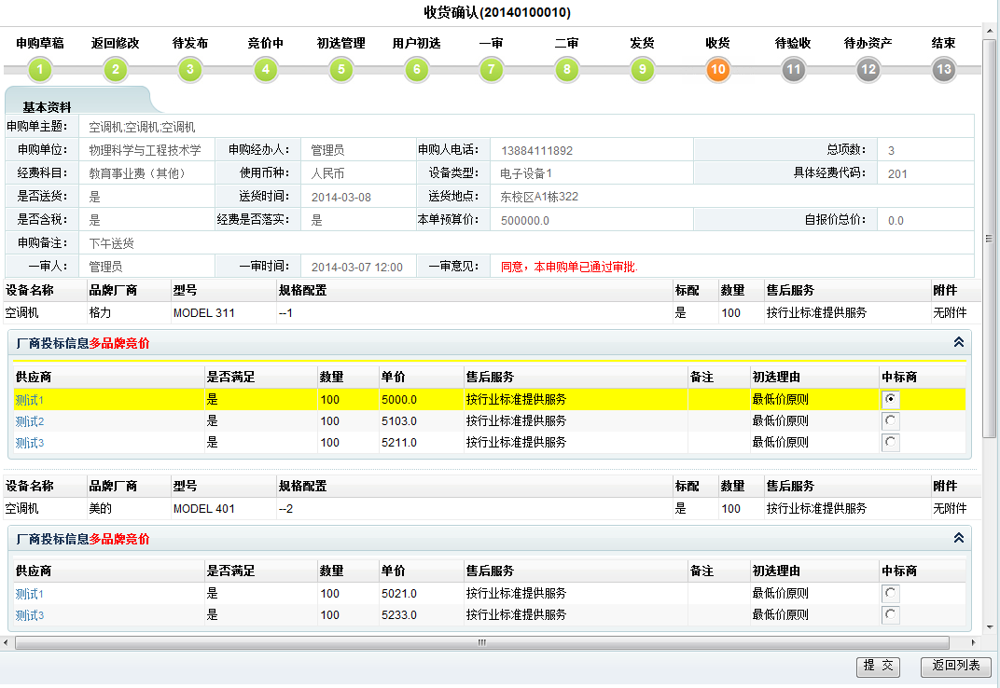 收货确认(20140100010)
申购草稿 返回修改 待发布 竞价中 初选管理 用户初选 一审 二审 发货 收货 待验收 待办资产 结束
1 2 3 4 5 6 7 8 9 10 11 12 13
基本资料
申购单主题: 空调机;空调机;空调机
申购单位: 物理科学与工程技术学 申购经办人: 管理员 申购人电话: 13884111892 总项数: 3
经费科目: 教育事业费（其他） 使用币种: 人民币 设备类型: 电子设备1 具体经费代码: 201
是否送货: 是 送货时间: 2014-03-08 送货地点: 东校区A1栋322
是否含税: 是 经费是否落实: 是 本单预算价: 500000.0 自报价总价: 0.0
申购备注: 下午送货
一审人: 管理员 一审时间: 2014-03-07 12:00 一审意见: 同意，本申购单已通过审批.
设备名称 品牌厂商 型号 规格配置 标配 数量 售后服务 附件
空调机 格力 MODEL 311 --1 是 100 按行业标准提供服务 无附件
厂商投标信息多品牌竞价
供应商 是否满足 数量 单价 售后服务 备注 初选理由 中标商
测试1 是 100 5000.0 按行业标准提供服务 最低价原则
测试2 是 100 5103.0 按行业标准提供服务 最低价原则
测试3 是 100 5211.0 按行业标准提供服务 最低价原则
设备名称 品牌厂商 型号 规格配置 标配 数量 售后服务 附件
空调机 美的 MODEL 401 --2 是 100 按行业标准提供服务 无附件
厂商投标信息多品牌竞价
供应商 是否满足 数量 单价 售后服务 备注 初选理由 中标商
测试1 是 100 5021.0 按行业标准提供服务 最低价原则
测试3 是 100 5233.0 按行业标准提供服务 最低价原则
提 交 返回列表